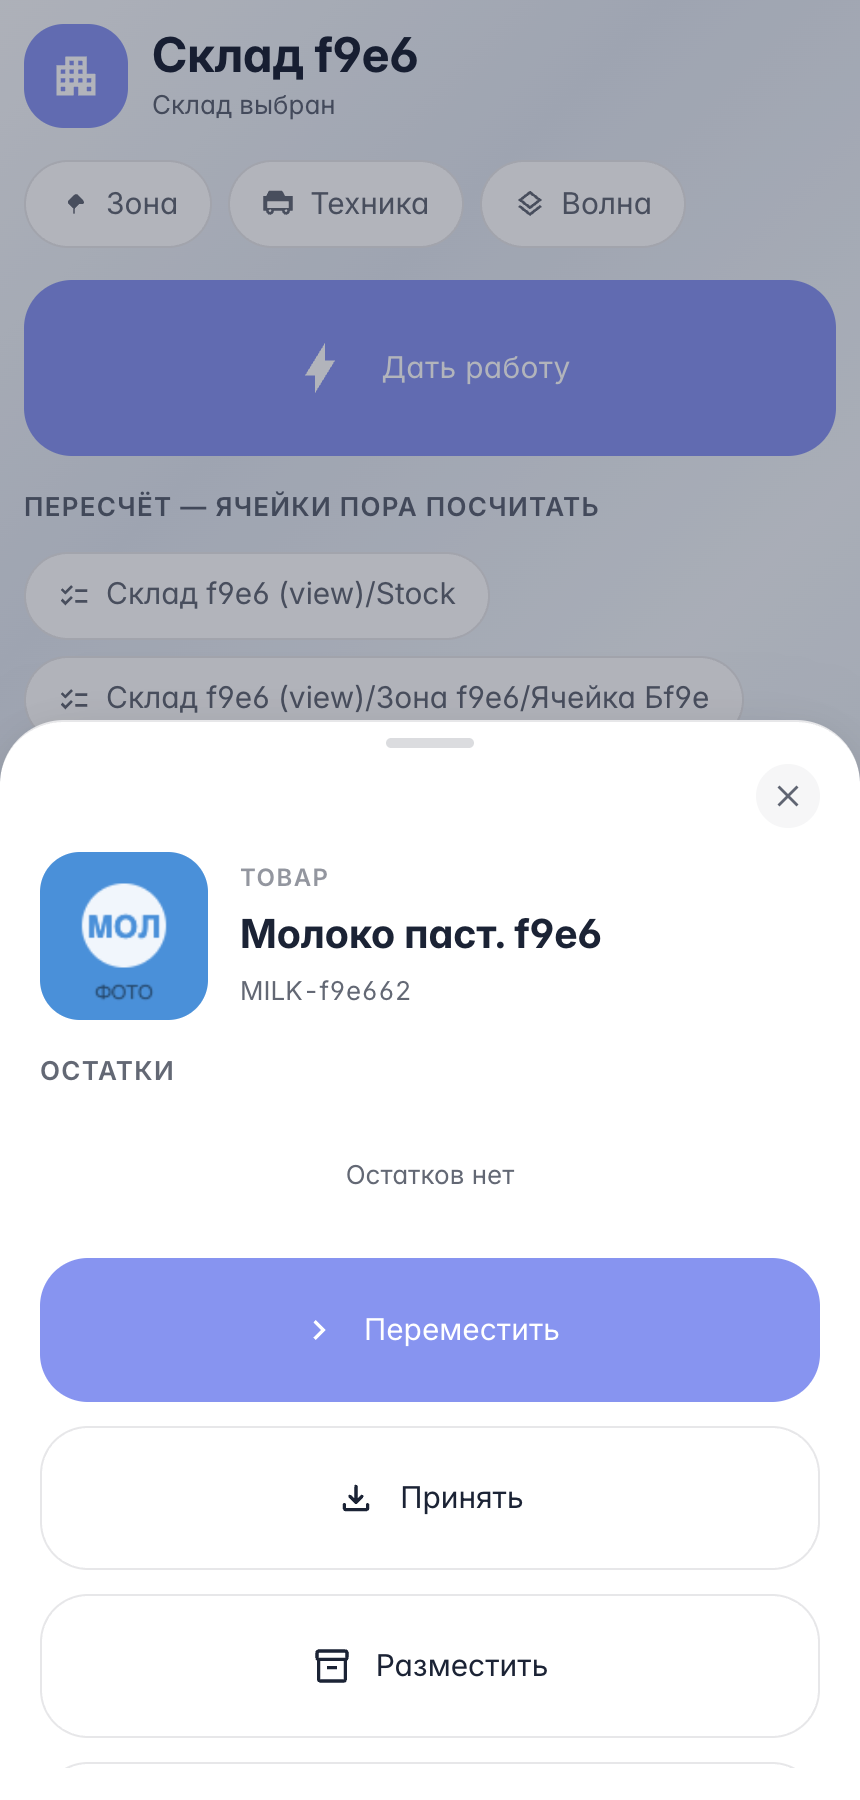 Склад f9e6
Склад выбран
Зона
Техника
Волна
Дать работу
ПЕРЕСЧЁТ — ЯЧЕЙКИ ПОРА ПОСЧИТАТЬ
Склад f9e6 (view)/Stock
Склад f9e6 (view)/Зона f9e6/Ячейка Бf9e
МОЛ
ФОТО
ТОВАР
Молоко паст. f9e6
MILK-f9e662
ОСТАТКИ
Остатков нет
Переместить
Принять
Разместить